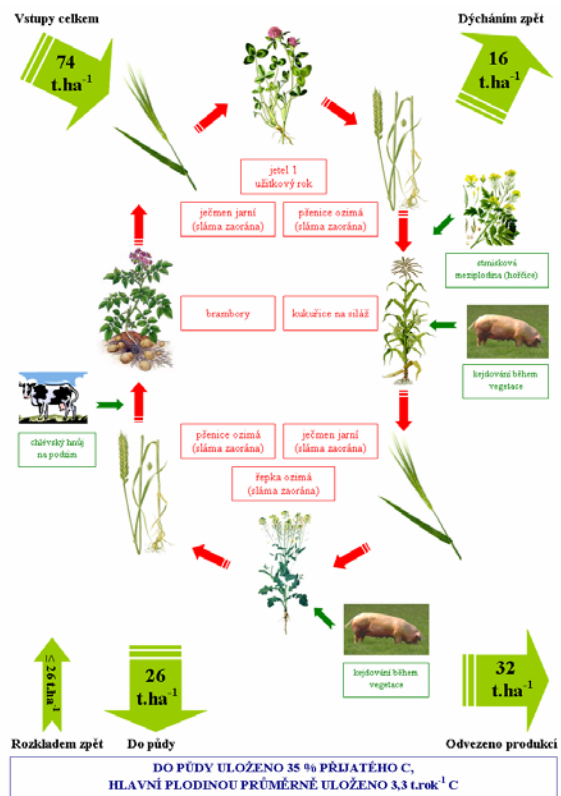 Vstupy celkem
Dýcháním zpět
74
t.ha⁻¹
16
t.ha⁻¹
jetel 1
užitkový rok
ječmen jarní
(sláma zaorána)
pšenice ozimá
(sláma zaorána)
strnisková
meziplodina (hořčice)
brambory
kukuřice na siláž
kejdování během
vegetace
chlévský hnůj
na podzim
pšenice ozimá
(sláma zaorána)
ječmen jarní
(sláma zaorána)
řepka ozimá
(sláma zaorána)
kejdování během
vegetace
≤ 26 t.ha⁻¹
26
t.ha⁻¹
32
t.ha⁻¹
Rozkladem zpět
Do půdy
Odvezeno produkcí
DO PŮDY ULOŽENO 35 % PŘIJATÉHO C,
HLAVNÍ PLODINOU PRŮMĚRNĚ ULOŽENO 3,3 t.rok⁻¹ C